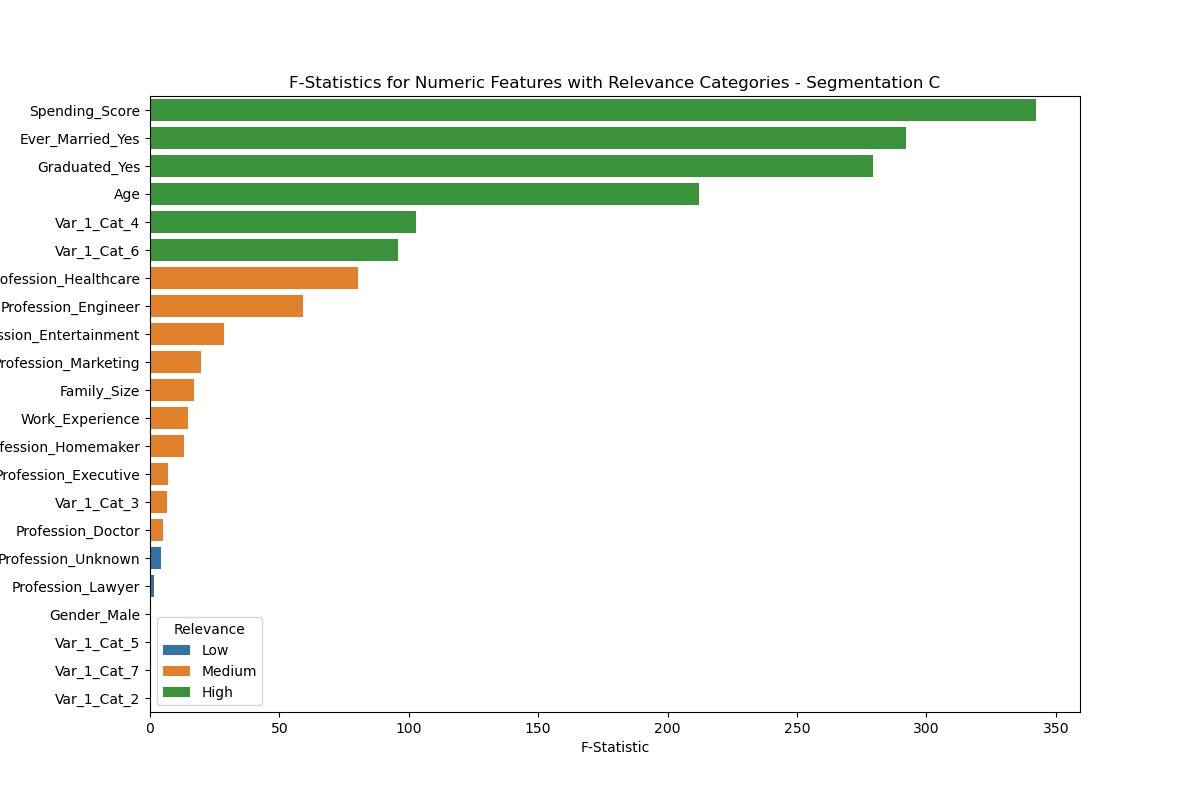 F-Statistics for Numeric Features with Relevance Categories - Segmentation C
Spending_Score
Ever_Married_Yes
Graduated_Yes
Age
Var_1_Cat_4
Var_1_Cat_6
ofession_Healthcare
Profession_Engineer
ssion_Entertainment
Profession_Marketing
Family_Size
Work_Experience
fession_Homemaker
Profession_Executive
Var_1_Cat_3
Profession_Doctor
Profession_Unknown
Profession_Lawyer
Gender_Male
Var_1_Cat_5
Var_1_Cat_7
Var_1_Cat_2
Relevance
Low
Medium
High
0 50 100 150 200 250 300 350
F-Statistic